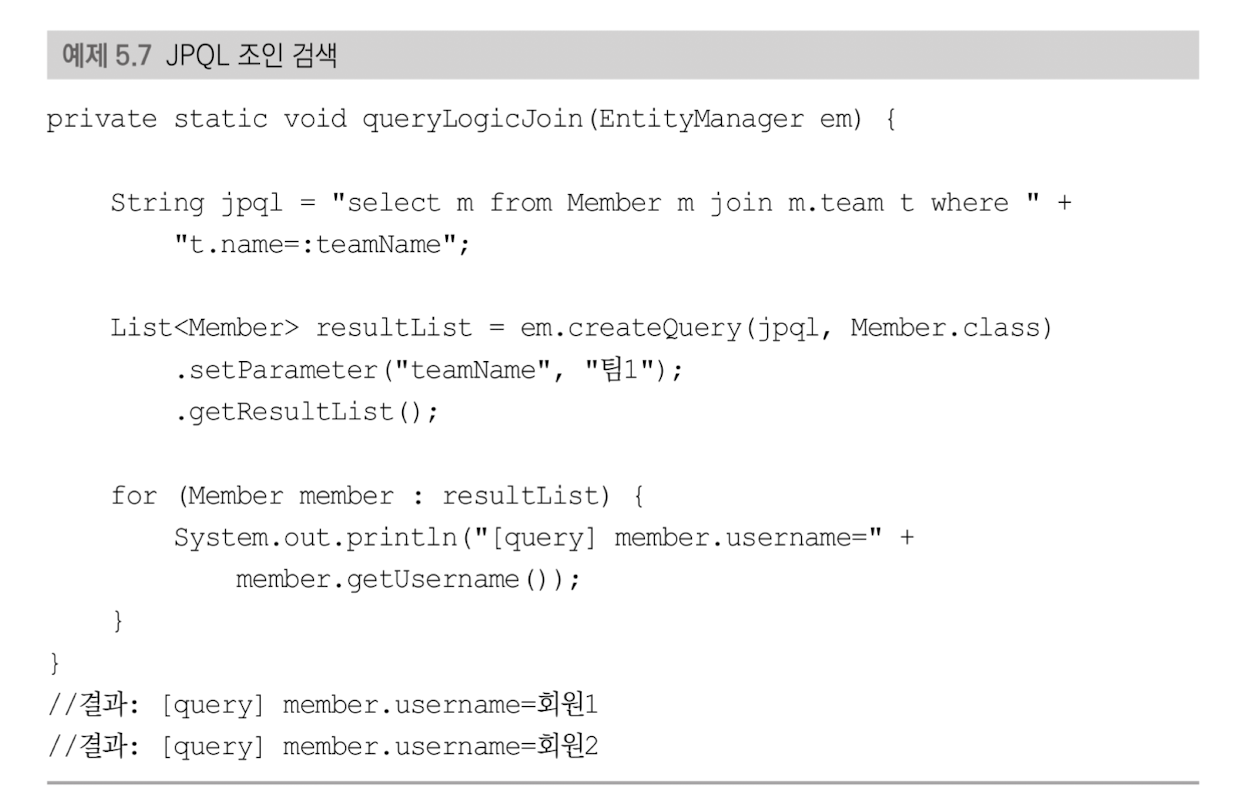 예제 5.7 JPQL 조인 검색
private static void queryLogicJoin(EntityManager em) {
String jpql = "select m from Member m join m.team t where " +
"t.name=:teamName";
List<Member> resultList = em.createQuery(jpql, Member.class)
.setParameter("teamName", "팀1");
.getResultList();
for (Member member : resultList) {
System.out.println("[query] member.username=" +
member.getUsername());
}
}
//결과: [query] member.username=회원1
//결과: [query] member.username=회원2